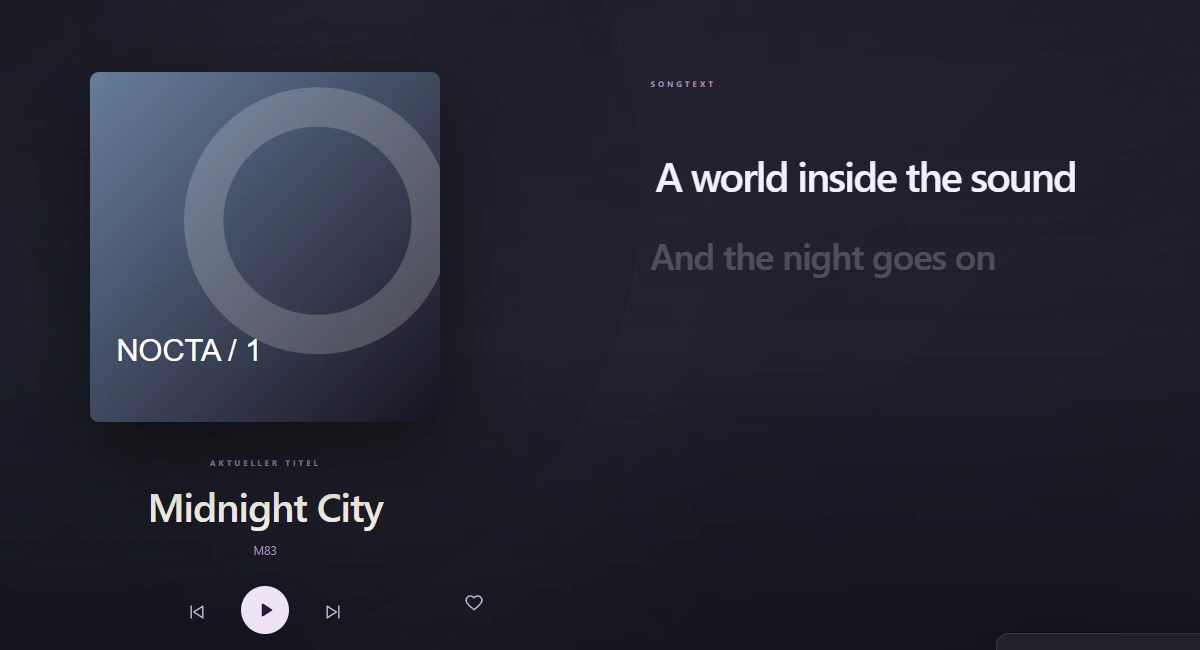 NOCTA / 1
AKTUELLER TITEL
Midnight City
M83
SONGTEXT
A world inside the sound
And the night goes on